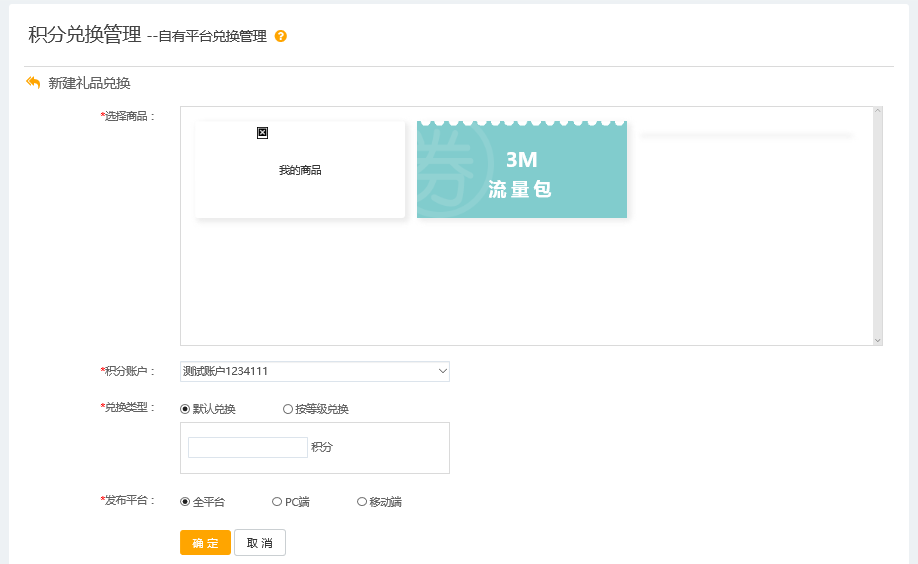 积分兑换管理 --自有平台兑换管理 ?
新建礼品兑换
*选择商品：
我的商品
券
3M
流量包
*积分账户：
测试账户1234111
*兑换类型：
默认兑换 按等级兑换
积分
*发布平台：
全平台 PC端 移动端
确 定 取 消